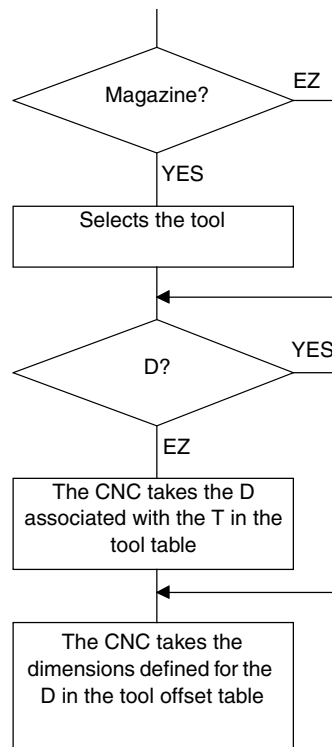 Magazine?
EZ
YES
Selects the tool
D?
YES
EZ
The CNC takes the D
associated with the T in the
tool table
The CNC takes the
dimensions defined for the
D in the tool offset table